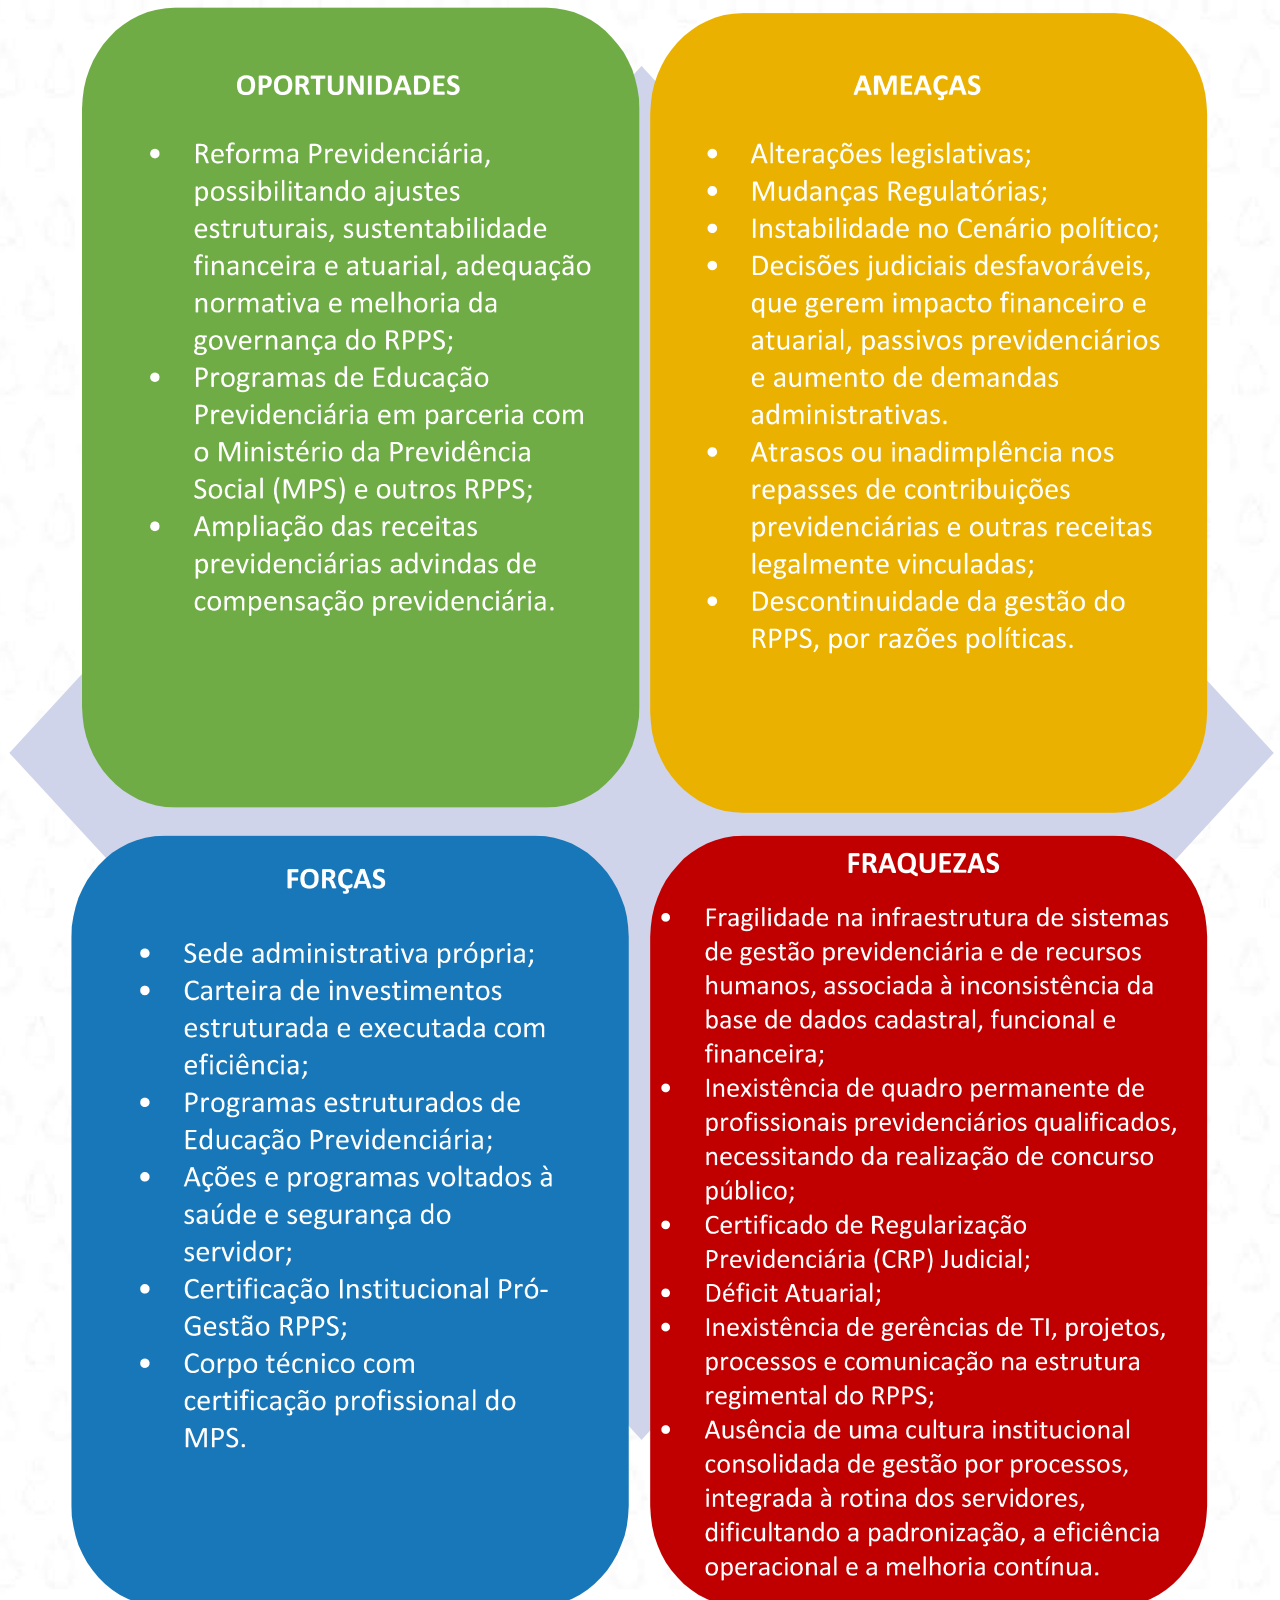 OPORTUNIDADES
• Reforma Previdenciária,
possibilitando ajustes
estruturais, sustentabilidade
financeira e atuarial, adequação
normativa e melhoria da
governança do RPPS;
• Programas de Educação
Previdenciária em parceria com
o Ministério da Previdência
Social (MPS) e outros RPPS;
• Ampliação das receitas
previdenciárias advindas de
compensação previdenciária.
AMEAÇAS
• Alterações legislativas;
• Mudanças Regulatórias;
• Instabilidade no Cenário político;
• Decisões judiciais desfavoráveis,
que gerem impacto financeiro e
atuarial, passivos previdenciários
e aumento de demandas
administrativas.
• Atrasos ou inadimplência nos
repasses de contribuições
previdenciárias e outras receitas
legalmente vinculadas;
• Descontinuidade da gestão do
RPPS, por razões políticas.
FORÇAS
• Sede administrativa própria;
• Carteira de investimentos
estruturada e executada com
eficiência;
• Programas estruturados de
Educação Previdenciária;
• Ações e programas voltados à
saúde e segurança do
servidor;
• Certificação Institucional Pró-
Gestão RPPS;
• Corpo técnico com
certificação profissional do
MPS.
FRAQUEZAS
• Fragilidade na infraestrutura de sistemas
de gestão previdenciária e de recursos
humanos, associada à inconsistência da
base de dados cadastral, funcional e
financeira;
• Inexistência de quadro permanente de
profissionais previdenciários qualificados,
necessitando da realização de concurso
público;
• Certificado de Regularização
Previdenciária (CRP) Judicial;
• Déficit Atuarial;
• Inexistência de gerências de TI, projetos,
processos e comunicação na estrutura
regimental do RPPS;
• Ausência de uma cultura institucional
consolidada de gestão por processos,
integrada à rotina dos servidores,
dificultando a padronização, a eficiência
operacional e a melhoria contínua.